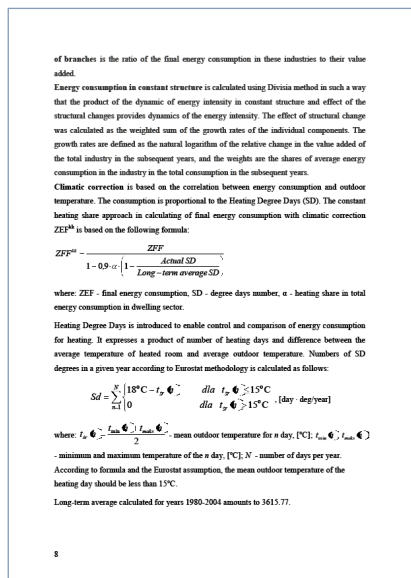 of branches is the ratio of the final energy consumption in these industries to their value
added.
Energy consumption in constant structure is calculated using Divisia method in such a way
that the product of the dynamic of energy intensity in constant structure and effect of the
structural changes provides dynamics of the energy intensity. The effect of structural change
was calculated as the weighted sum of the growth rates of the individual components. The
growth rates are defined as the natural logarithm of the relative change in the value added of
the total industry in the subsequent years, and the weights are the shares of average energy
consumption in the industry in the total consumption in the subsequent years.
Climatic correction is based on the correlation between energy consumption and outdoor
temperature. The consumption is proportional to the Heating Degree Days (SD). The constant
heating share approach in calculating of final energy consumption with climatic correction
ZEF^kk is based on the following formula:
ZFF = ZFF / (1 − 0,9·α·(1 − Actual SD / Long − term average SD))
where: ZEF - final energy consumption, SD - degree days number, α - heating share in total
energy consumption in dwelling sector.
Heating Degree Days is introduced to enable control and comparison of energy consumption
for heating. It expresses a product of number of heating days and difference between the
average temperature of heated room and average outdoor temperature. Numbers of SD
degrees in a given year according to Eurostat methodology is calculated as follows:
Sd = N ∑ n=1 { 18°C − t dla t ≤ 15°C
0 dla t > 15°C , [day · deg/year]
where: t = t min t maks / 2 - mean outdoor temperature for n day, [°C]; t min t maks
- minimum and maximum temperature of the n day, [°C]; N - number of days per year.
According to formula and the Eurostat assumption, the mean outdoor temperature of the
heating day should be less than 15°C.
Long-term average calculated for years 1980-2004 amounts to 3615.77.
8